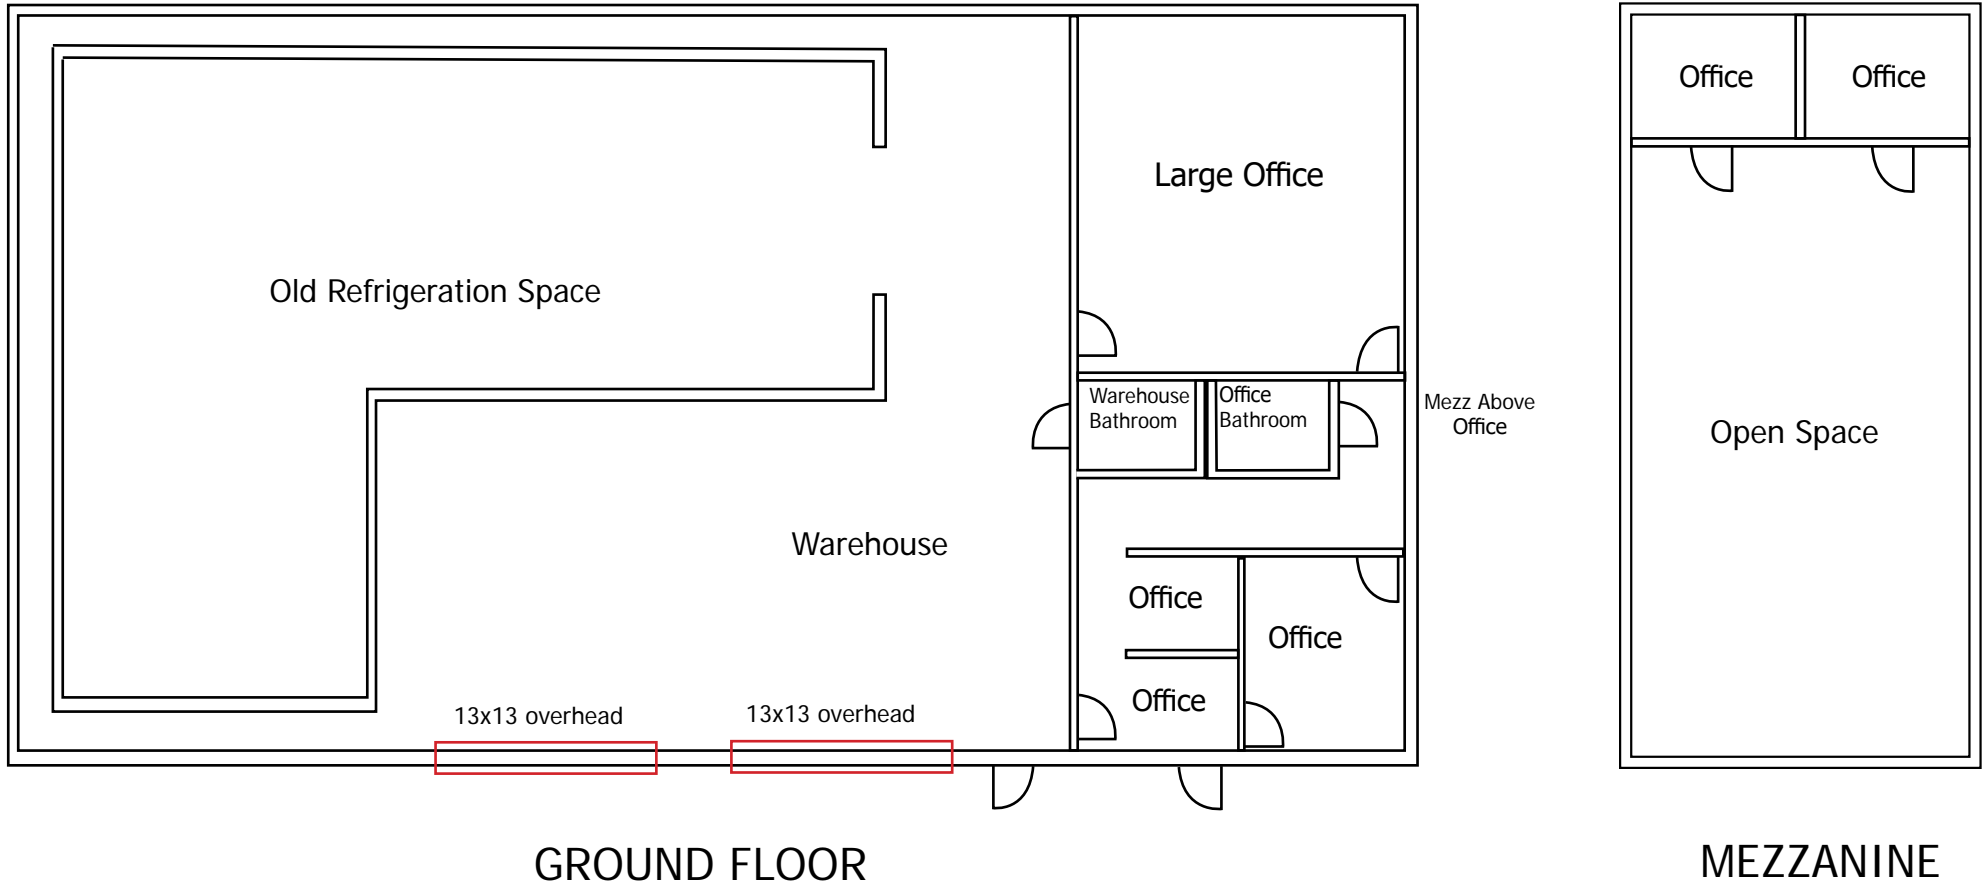 Office
Office
Large Office
Old Refrigeration Space
Warehouse
Bathroom
Office
Bathroom
Mezz Above
Office
Open Space
Warehouse
Office
Office
Office
13x13 overhead
13x13 overhead
GROUND FLOOR
MEZZANINE